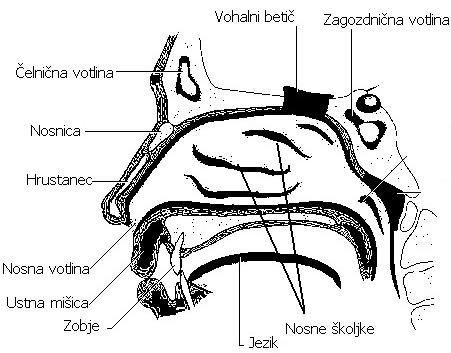 Vohalni betič
Zagozdnična votlina
Čelnična votlina
Nosnica
Hrustanec
Nosna votlina
Ustna mišica
Zobje
Nosne školjke
Jezik